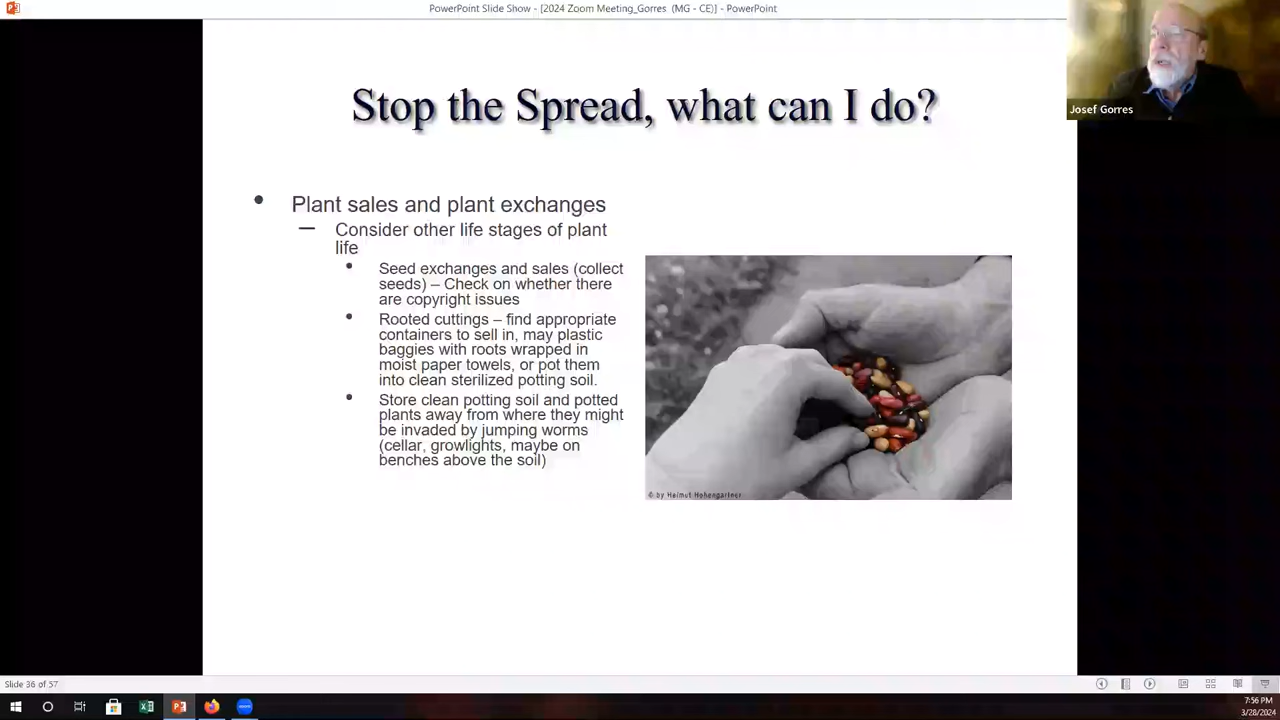 PowerPoint Slide Show - [2024 Zoom Meeting_Gorres (MG - CE)] - PowerPoint
Josef Gorres
Stop the Spread, what can I do?
• Plant sales and plant exchanges
– Consider other life stages of plant
life
• Seed exchanges and sales (collect
seeds) – Check on whether there
are copyright issues
• Rooted cuttings – find appropriate
containers to sell in, may plastic
baggies with roots wrapped in
moist paper towels, or pot them
into clean sterilized potting soil.
• Store clean potting soil and potted
plants away from where they might
be invaded by jumping worms
(cellar, growlights, maybe on
benches above the soil)
© by Helmut Hohengartner
Slide 36 of 57
7:56 PM
3/28/2024